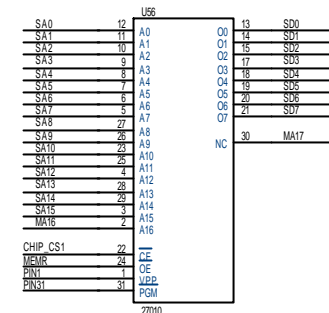 U56
SA0 12 A0 O0 13 SD0
SA1 11 A1 O1 14 SD1
SA2 10 A2 O2 15 SD2
SA3 9 A3 O3 17 SD3
SA4 8 A4 O4 18 SD4
SA5 7 A5 O5 19 SD5
SA6 6 A6 O6 20 SD6
SA7 5 A7 O7 21 SD7
SA8 27 A8
SA9 26 A9 NC 30 MA17
SA10 23 A10
SA11 25 A11
SA12 4 A12
SA13 28 A13
SA14 29 A14
SA15 3 A15
MA16 2 A16
CHIP_CS1 22 CE
MEMR 24 OE
PIN1 1 VPP
PIN31 31 PGM
27010